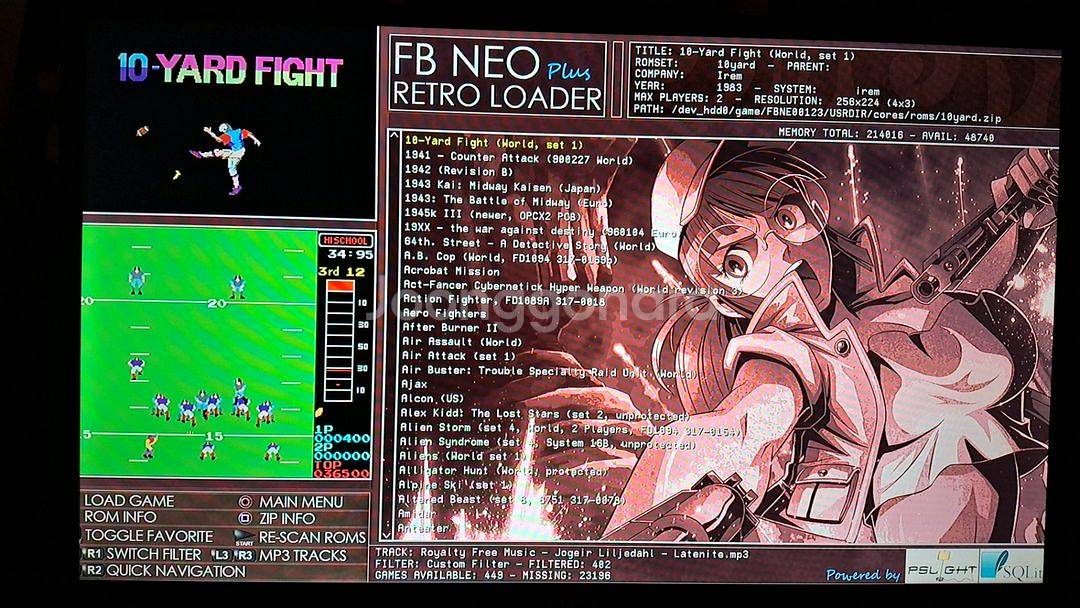 10-YARD FIGHT
HISCHOOL
34:95
3rd 12
20
20
10
30
50
30
10
15
1P
000400
2P
000000
TOP
036500
LOAD GAME
ROM INFO
TOGGLE FAVORITE
R1 SWITCH FILTER
R2 QUICK NAVIGATION
MAIN MENU
ZIP INFO
START RE-SCAN ROMS
L3 R3 MP3 TRACKS
FB NEO Plus
RETRO LOADER
TITLE: 10-Yard Fight (World, set 1)
ROMSET: 10yard - PARENT:
COMPANY: Irem
YEAR: 1983 - SYSTEM: irem
MAX PLAYERS: 2 - RESOLUTION: 256x224 (4x3)
PATH: /dev_hdd0/game/FBNE00123/USRDIR/cores/roms/10yard.zip
MEMORY TOTAL: 214016 - AVAIL: 48740
10-Yard Fight (World, set 1)
1941 - Counter Attack (900227 World)
1942 (Revision B)
1943 Kai: Midway Kaisen (Japan)
1943: The Battle of Midway (Euro)
1945k III (newer, OPCX2 PCB)
19XX - the war against destiny (960104 Euro)
64th. Street - A Detective Story (World)
A.B. Cop (World, FD1094 317-0169b)
Acrobat Mission
Act-Fancer Cybernetick Hyper Weapon (World revision 3)
Action Fighter, FD1089A 317-0018
Aero Fighters
After Burner II
Air Assault (World)
Air Attack (set 1)
Air Buster: Trouble Specialty Raid Unit (World)
Ajax
Alcon (US)
Alex Kidd: The Lost Stars (set 2, unprotected)
Alien Storm (set 4, World, 2 Players, FD1094 317-0154)
Alien Syndrome (set 4, System 16B, unprotected)
Aliens (World set 1)
Alligator Hunt (World, protected)
Alpine Ski (set 1)
Altered Beast (set 8, 8751 317-0078)
Amidar
Anteater
TRACK: Royalty Free Music - Jogeir Liljedahl - Latenite.mp3
FILTER: Custom Filter - FILTERED: 402
GAMES AVAILABLE: 449 - MISSING: 23196
Powered by PSLIGHT SQLit